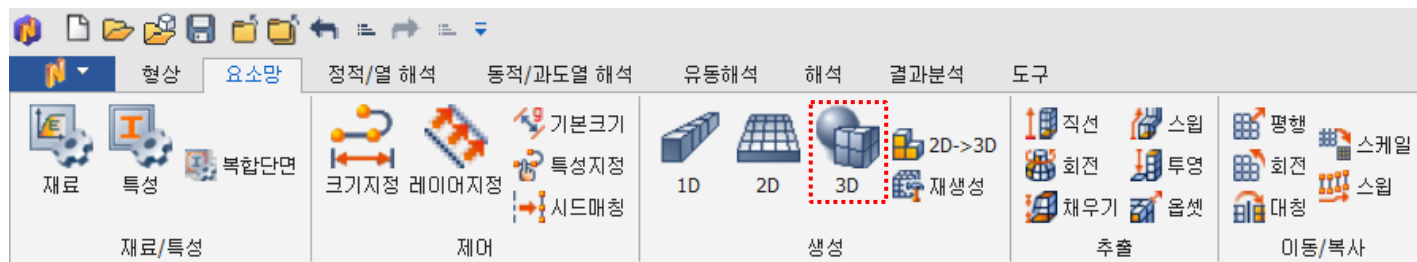 형상 요소망 정적/열 해석 동적/과도열 해석 유동해석 해석 결과분석 도구
기본크기 직선 스윕 평행
2D->3D 스케일
복합단면 특성지정 회전 투영 회전
재료 특성 크기지정 레이어지정 1D 2D 3D 재생성 스윕
시드매칭 채우기 옵셋 대칭
재료/특성 제어 생성 추출 이동/복사